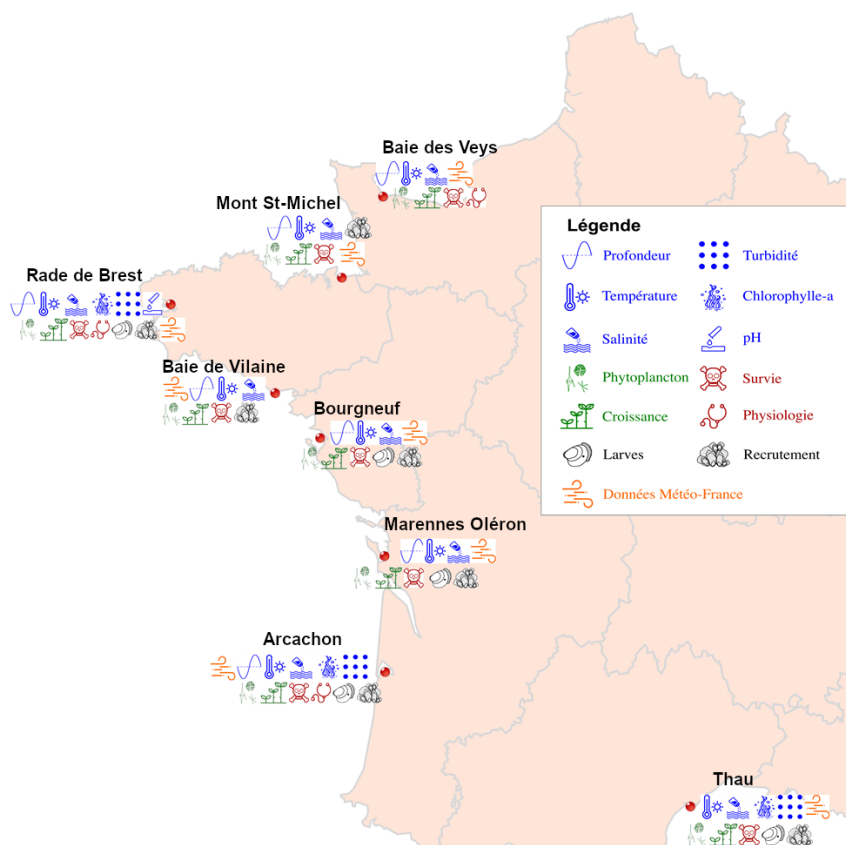 Baie des Veys
Mont St-Michel
Rade de Brest
Baie de Vilaine
Bourgneuf
Marennes Oléron
Arcachon
Thau
Légende
Profondeur
Turbidité
Température
Chlorophylle-a
Salinité
pH
Phytoplancton
Survie
Croissance
Physiologie
Larves
Recrutement
Données Météo-France